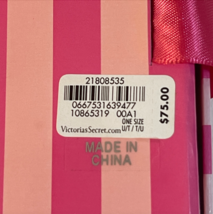 21808535
0667531639477
10865319 00A1
ONE SIZE
U/T / T/U
VictoriasSecret.com
$75.00
MADE IN
CHINA